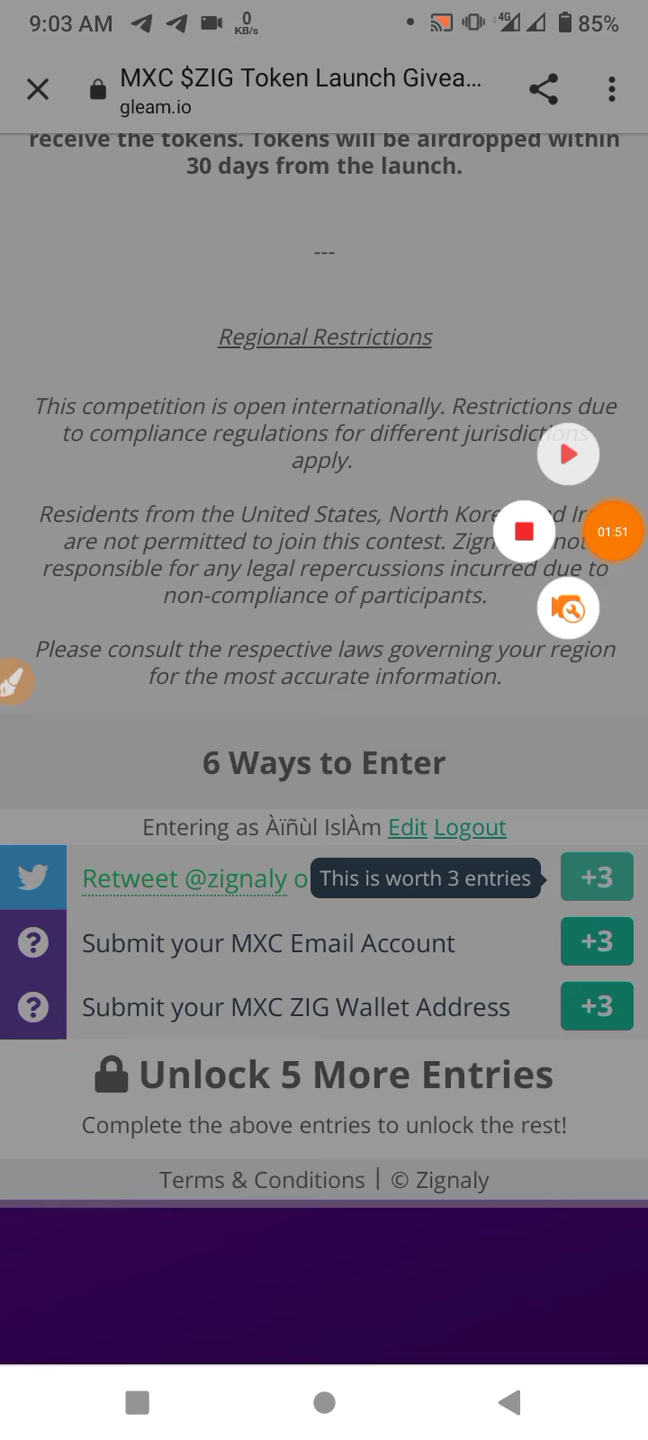 9:03 AM 0 KB/s 4G 85%
MXC $ZIG Token Launch Givea...
gleam.io
receive the tokens. Tokens will be airdropped within
30 days from the launch.
---
Regional Restrictions
This competition is open internally. Restrictions due
to compliance regulations for different jurisdictions
apply.
Residents from the United States, North Kore
are not permitted to join this contest. not
responsible for any legal repercussions incurred due to
non-compliance of participants.
01:51
Please consult the respective laws governing your region
for the most accurate information.
6 Ways to Enter
Entering as Àïñùl IslÀm Edit Logout
Retweet @zignaly o This is worth 3 entries +3
Submit your MXC Email Account +3
Submit your MXC ZIG Wallet Address +3
Unlock 5 More Entries
Complete the above entries to unlock the rest!
Terms & Conditions | © Zignaly